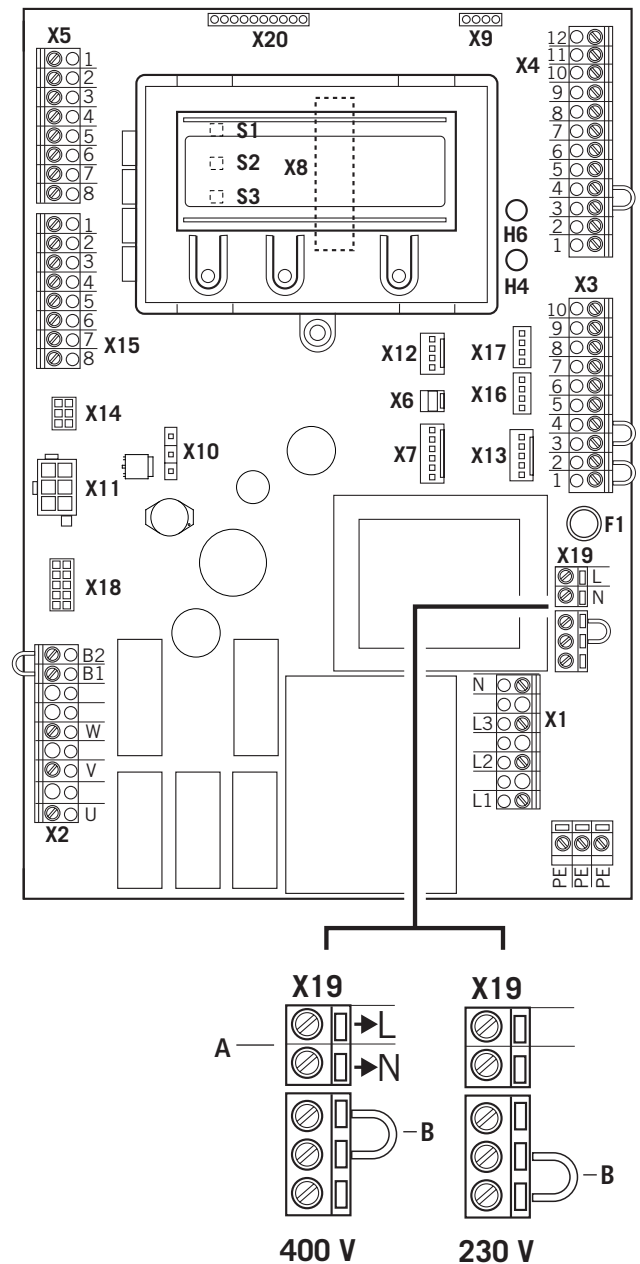 X5
X20
X9
X4
1
2
3
4
5
6
7
8
12
11
10
9
8
7
6
5
4
3
2
1
S1
S2
S3
X8
H6
H4
1
2
3
4
5
6
7
8
X15
X3
10
9
8
7
6
5
4
3
2
1
X12
X17
X6
X16
X7
X13
X14
X10
X11
X18
F1
X19
L
N
B2
B1
W
V
U
X2
N
L3
L2
L1
X1
PE
PE
PE
X19
X19
A
L
N
B
B
400 V
230 V